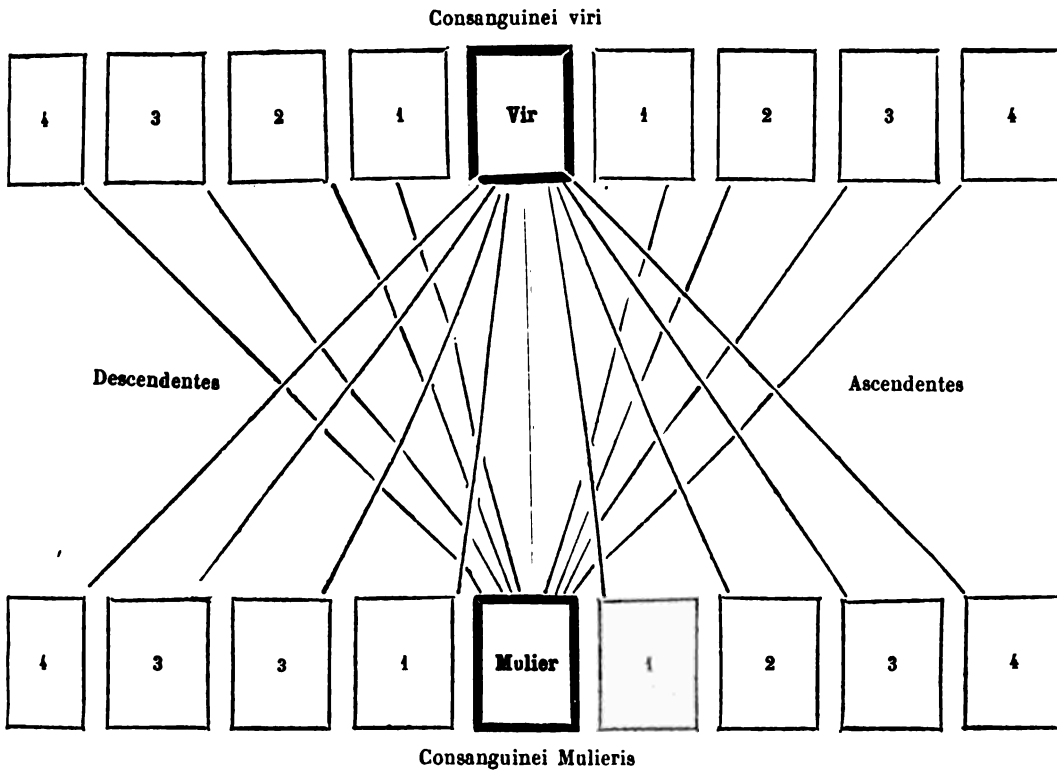 Consanguinei viri
4 3 2 1 Vir 1 2 3 4
Descendentes Ascendentes
4 3 3 1 Mulier 1 2 3 4
Consanguinei Mulieris